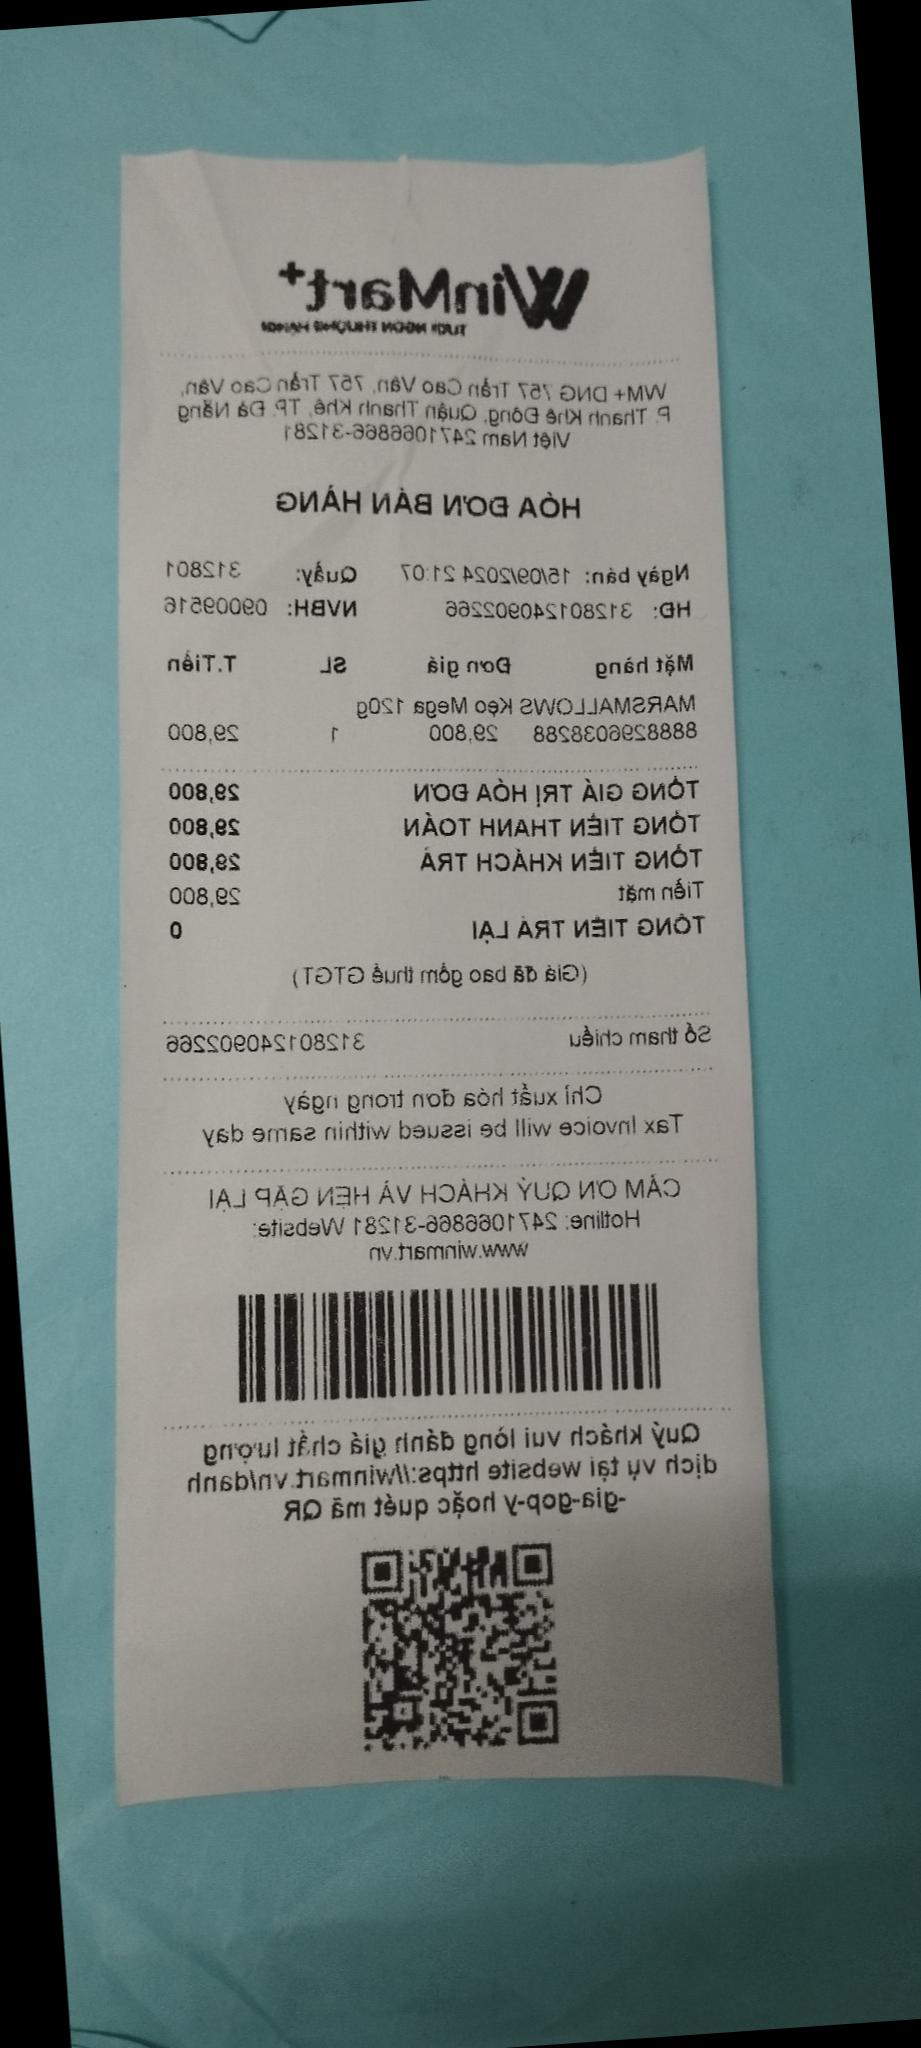 WinMart+
TƯƠI NGON THƯỢNG HẠNG
WM+ DNG 757 Trần Cao Vân, 757 Trần Cao Vân,
P. Thanh Khê Đông, Quận Thanh Khê, TP. Đà Nẵng
Việt Nam 2471066866-31281
HÓA ĐƠN BÁN HÀNG
Ngày bán: 15/09/2024 21:07 Quầy: 312801
HĐ: 312801240902266 NVBH: 09009516
Mặt hàng Đơn giá SL T.Tiền
MARSMALLOWS Kẹo Mega 120g
8888296038288 29,800 1 29,800
TỔNG GIÁ TRỊ HÓA ĐƠN 29,800
TỔNG TIỀN THANH TOÁN 29,800
TỔNG TIỀN KHÁCH TRẢ 29,800
Tiền mặt 29,800
TỔNG TIỀN TRẢ LẠI 0
(Giá đã bao gồm thuế GTGT)
Số tham chiếu 312801240902266
Chỉ xuất hóa đơn trong ngày
Tax Invoice will be issued within same day
CẢM ƠN QUÝ KHÁCH VÀ HẸN GẶP LẠI
Hotline: 2471066866-31281 Website:
www.winmart.vn
Quý khách vui lòng đánh giá chất lượng
dịch vụ tại website https://winmart.vn/danh
-gia-gop-y hoặc quét mã QR